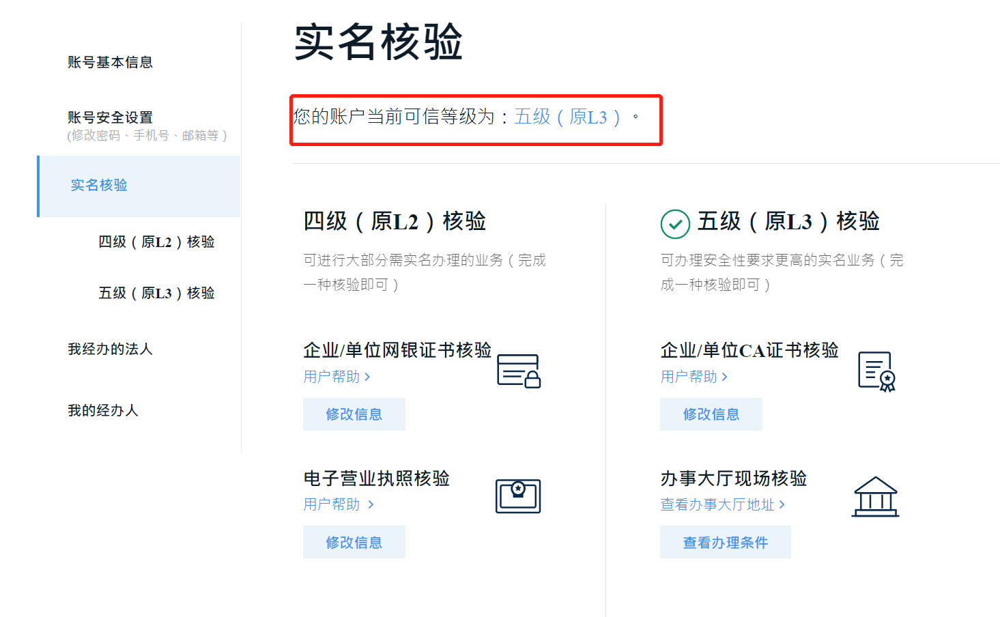 账号基本信息
账号安全设置
(修改密码、手机号、邮箱等）
实名核验
四级（原L2）核验
五级（原L3）核验
我经办的法人
我的经办人
实名核验
您的账户当前可信等级为：五级（原L3）。
四级（原L2）核验
可进行大部分需实名办理的业务（完成
一种核验即可）
企业/单位网银证书核验
用户帮助 >
修改信息
电子营业执照核验
用户帮助 >
修改信息
五级（原L3）核验
可办理安全性要求更高的实名业务（完
成一种核验即可）
企业/单位CA证书核验
用户帮助 >
修改信息
办事大厅现场核验
查看办事大厅地址 >
查看办理条件